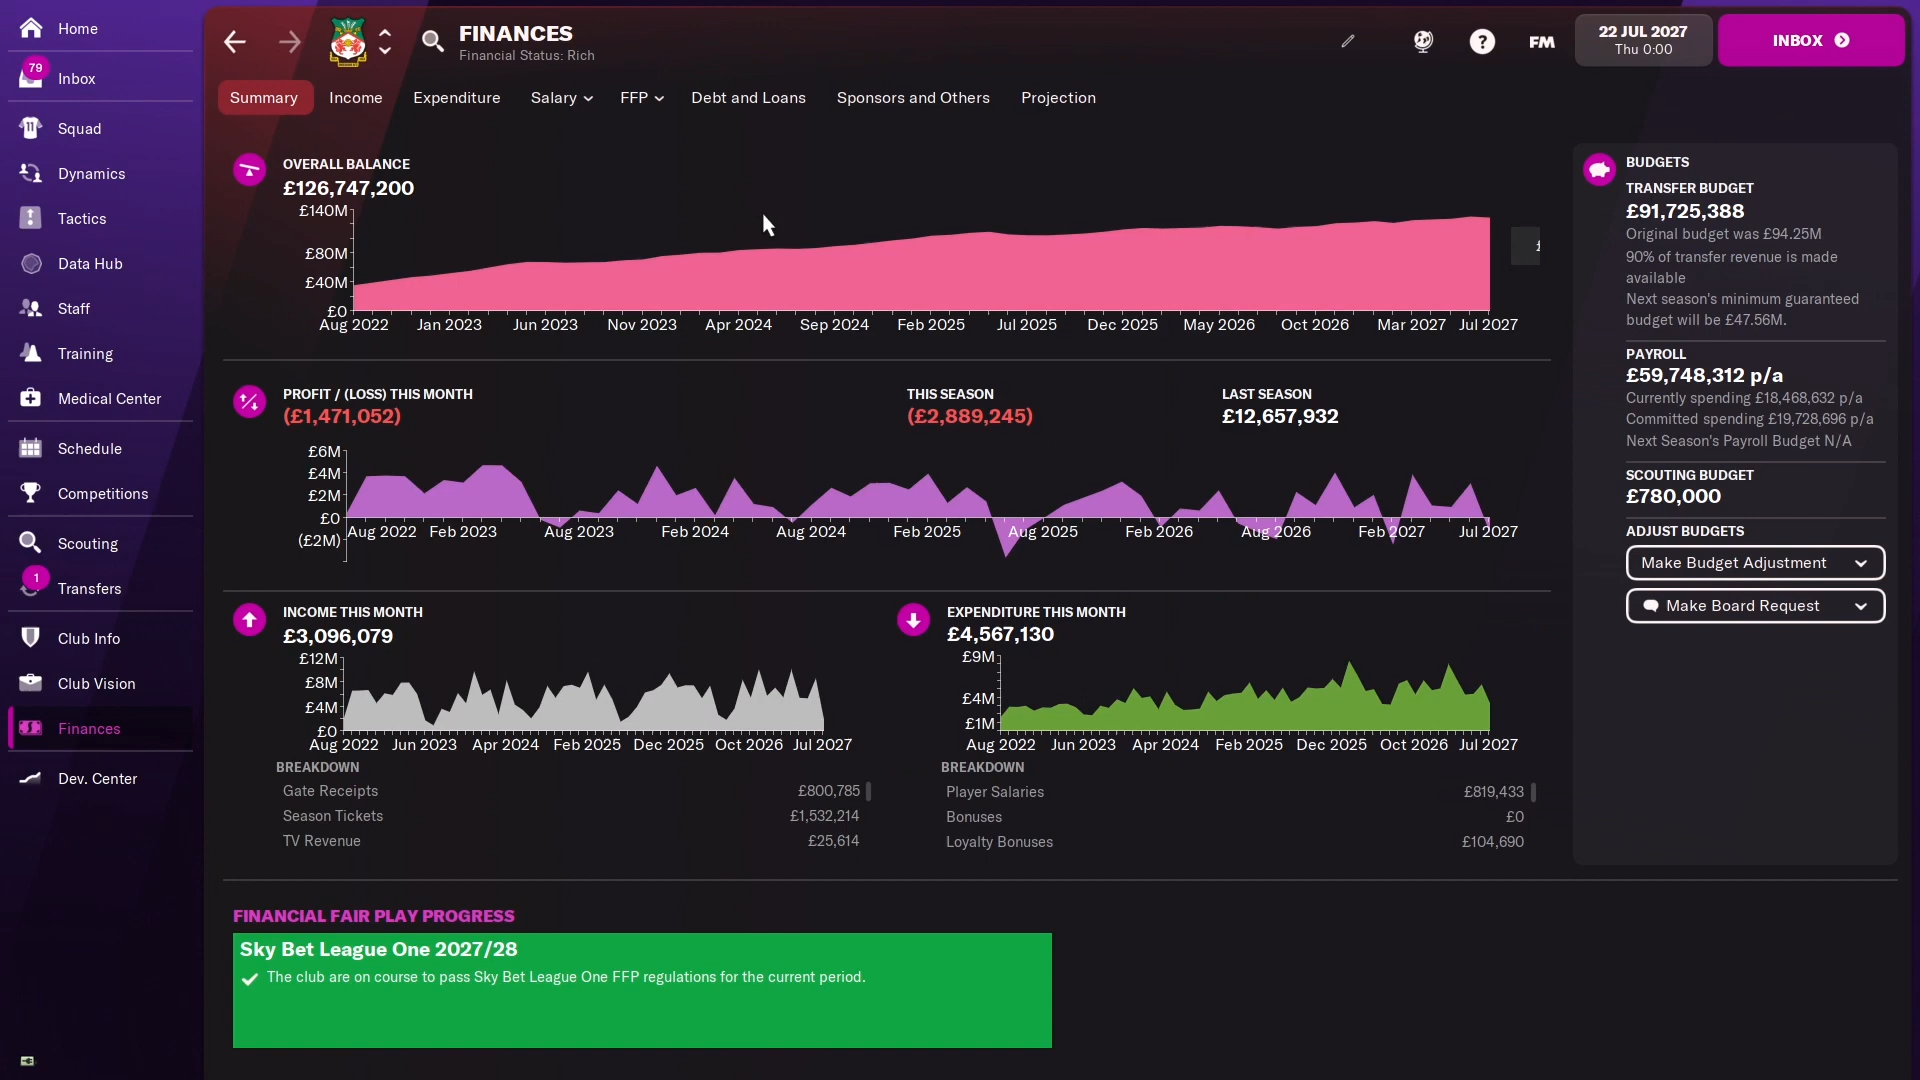 Home
79
Inbox
Squad
Dynamics
Tactics
Data Hub
Staff
Training
Medical Center
Schedule
Competitions
Scouting
1
Transfers
Club Info
Club Vision
Finances
Dev. Center
FINANCES
Financial Status: Rich
FM
22 JUL 2027
Thu 0:00
INBOX
Summary
Income
Expenditure
Salary
FFP
Debt and Loans
Sponsors and Others
Projection
OVERALL BALANCE
£126,747,200
£140M
£80M
£40M
£0
Aug 2022 Jan 2023 Jun 2023 Nov 2023 Apr 2024 Sep 2024 Feb 2025 Jul 2025 Dec 2025 May 2026 Oct 2026 Mar 2027 Jul 2027
PROFIT / (LOSS) THIS MONTH
(£1,471,052)
THIS SEASON
(£2,889,245)
LAST SEASON
£12,657,932
£6M
£4M
£2M
£0
(£2M)
Aug 2022 Feb 2023 Aug 2023 Feb 2024 Aug 2024 Feb 2025 Aug 2025 Feb 2026 Aug 2026 Feb 2027 Jul 2027
INCOME THIS MONTH
£3,096,079
£12M
£8M
£4M
£0
Aug 2022 Jun 2023 Apr 2024 Feb 2025 Dec 2025 Oct 2026 Jul 2027
BREAKDOWN
Gate Receipts £800,785
Season Tickets £1,532,214
TV Revenue £25,614
EXPENDITURE THIS MONTH
£4,567,130
£9M
£4M
£1M
Aug 2022 Jun 2023 Apr 2024 Feb 2025 Dec 2025 Oct 2026 Jul 2027
BREAKDOWN
Player Salaries £819,433
Bonuses £0
Loyalty Bonuses £104,690
BUDGETS
TRANSFER BUDGET
£91,725,388
Original budget was £94.25M
90% of transfer revenue is made
available
Next season's minimum guaranteed
budget will be £47.56M.
PAYROLL
£59,748,312 p/a
Currently spending £18,468,632 p/a
Committed spending £19,728,696 p/a
Next Season's Payroll Budget N/A
SCOUTING BUDGET
£780,000
ADJUST BUDGETS
Make Budget Adjustment
Make Board Request
FINANCIAL FAIR PLAY PROGRESS
Sky Bet League One 2027/28
The club are on course to pass Sky Bet League One FFP regulations for the current period.